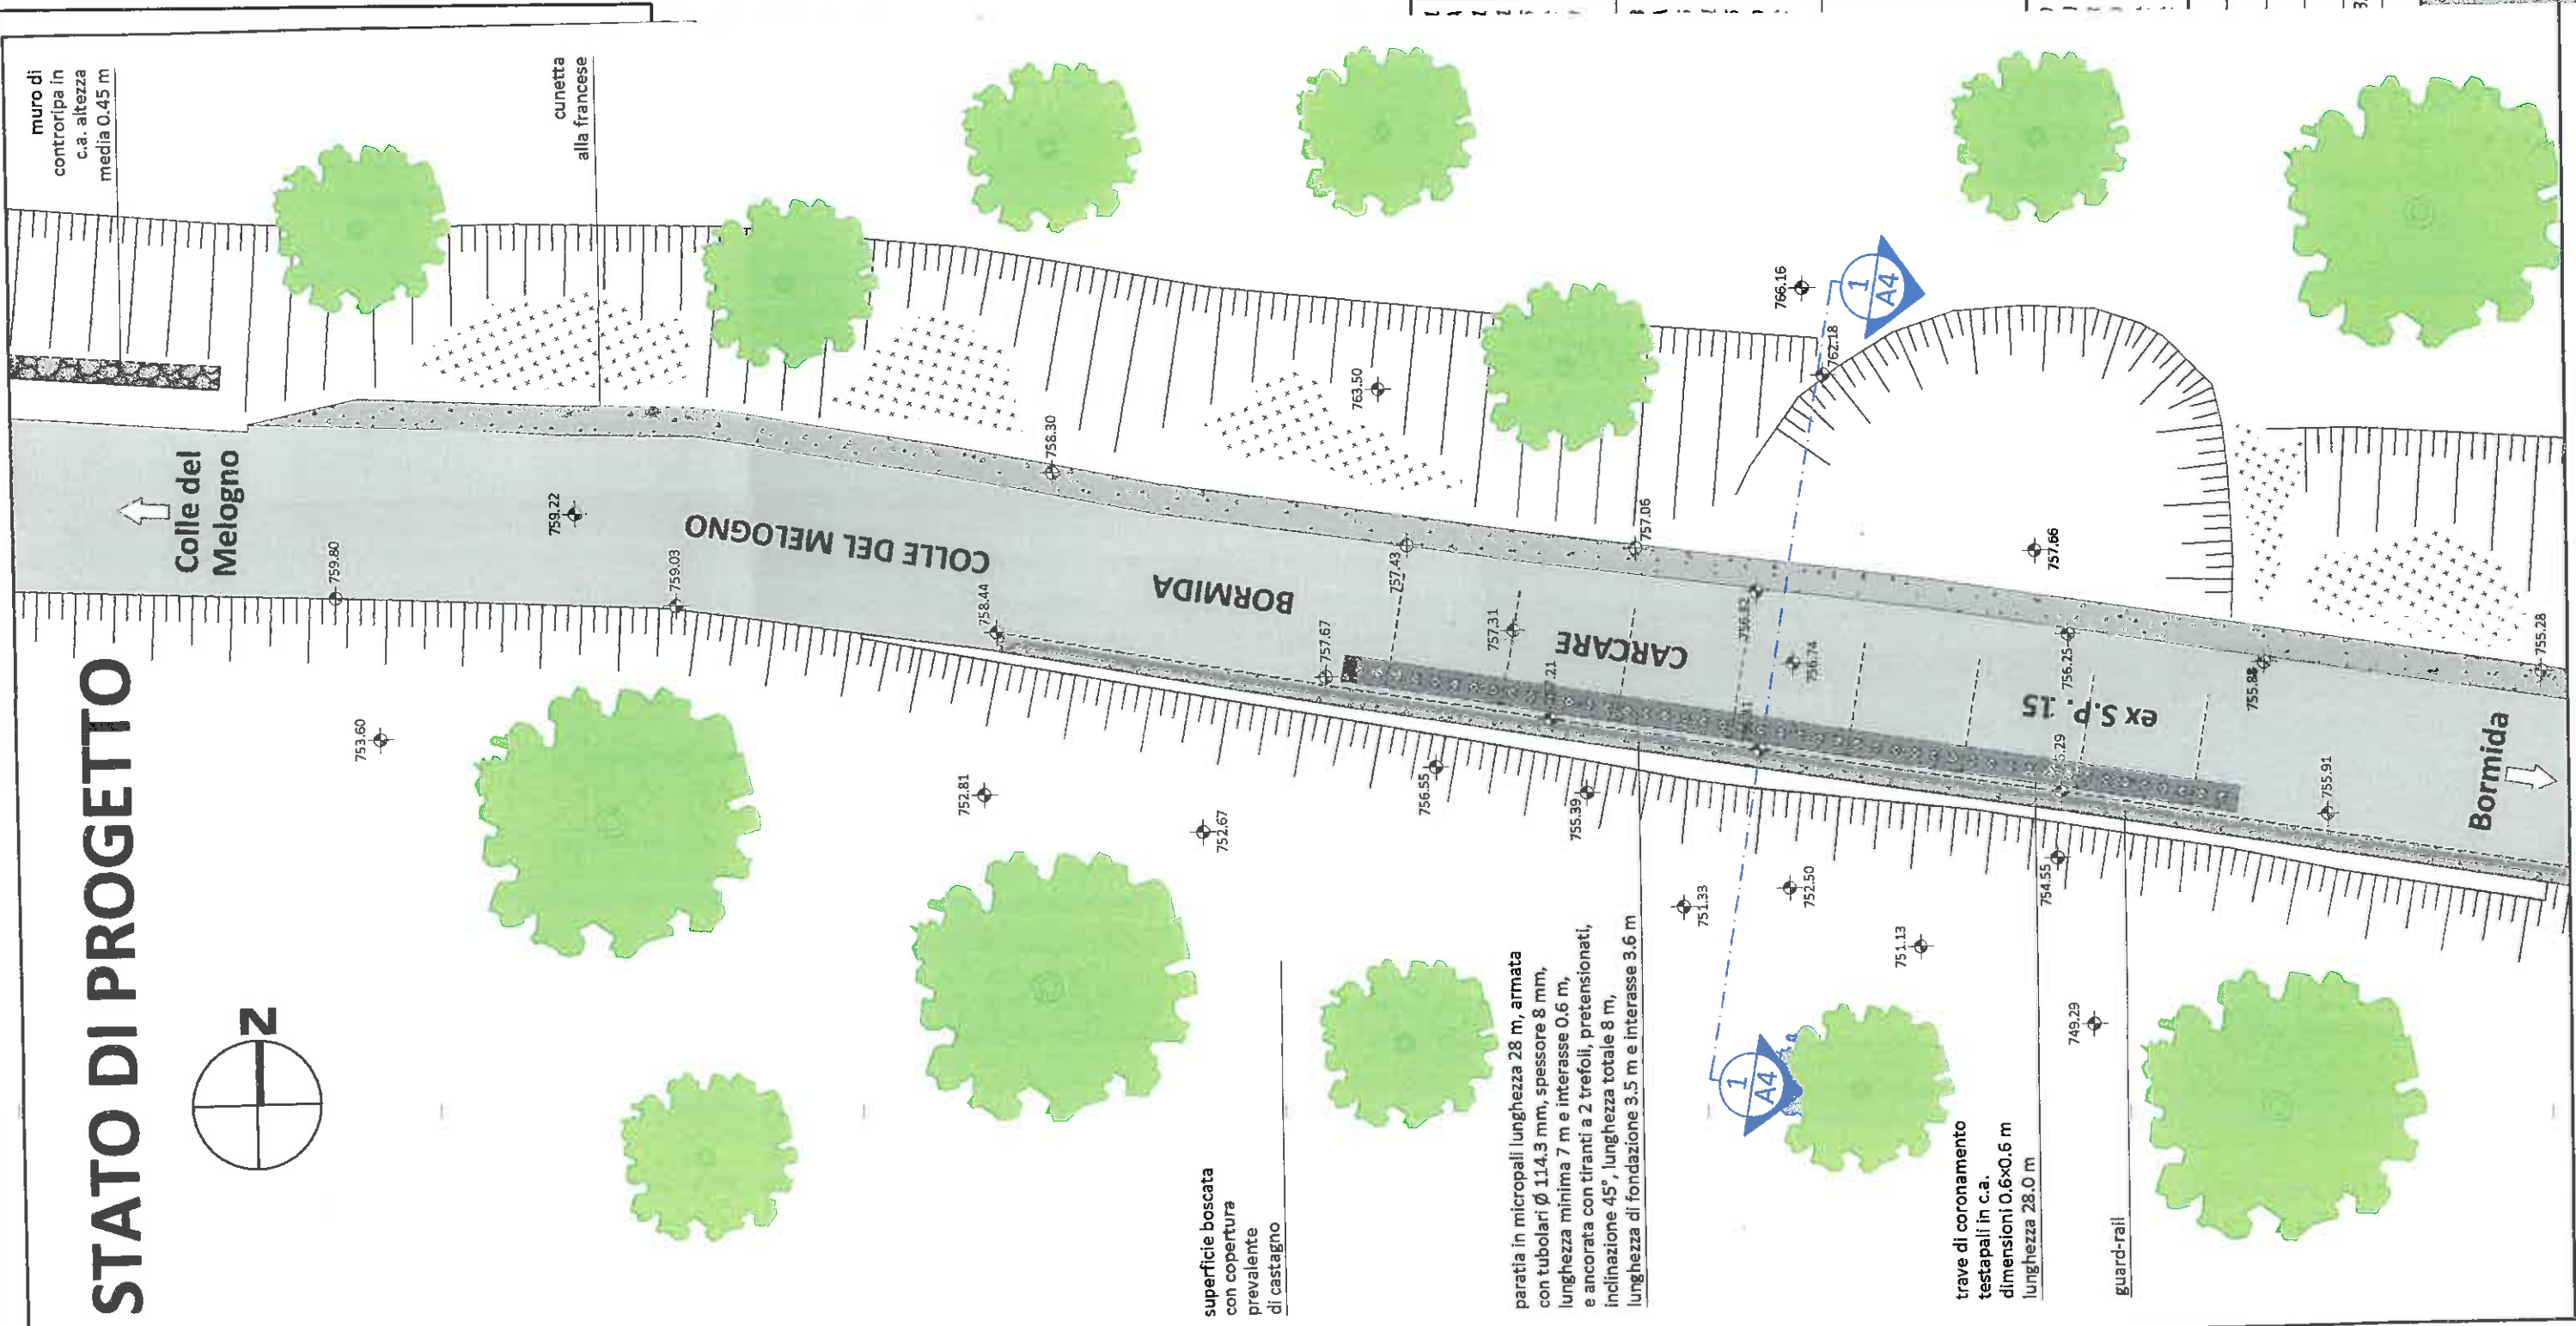 STATO DI PROGETTO
N
muro di
controripa in
c.a. altezza
media 0.45 m
cunetta
alla francese
Colle del
Melogno
COLLE DEL MELOGNO
BORMIDA
CARCARE
ex S.P. 15
Bormida
759.80
759.22
759.03
758.44
758.30
753.60
752.81
752.67
757.67
757.43
757.31
763.50
757.06
766.16
762.18
757.66
756.82
756.74
756.25
755.88
755.28
755.91
756.55
755.39
751.33
752.50
751.13
754.55
749.29
1
A4
1
A4
superficie boscata
con copertura
prevalente
di castagno
paratia in micropali lunghezza 28 m, armata
con tubolari Ø 114.3 mm, spessore 8 mm,
lunghezza minima 7 m e interasse 0.6 m,
e ancorata con tiranti a 2 trefoli, pretensionati,
inclinazione 45°, lunghezza totale 8 m,
lunghezza di fondazione 3.5 m e interasse 3.6 m
trave di coronamento
testapali in c.a.
dimensioni 0.6×0.6 m
lunghezza 28.0 m
guard-rail